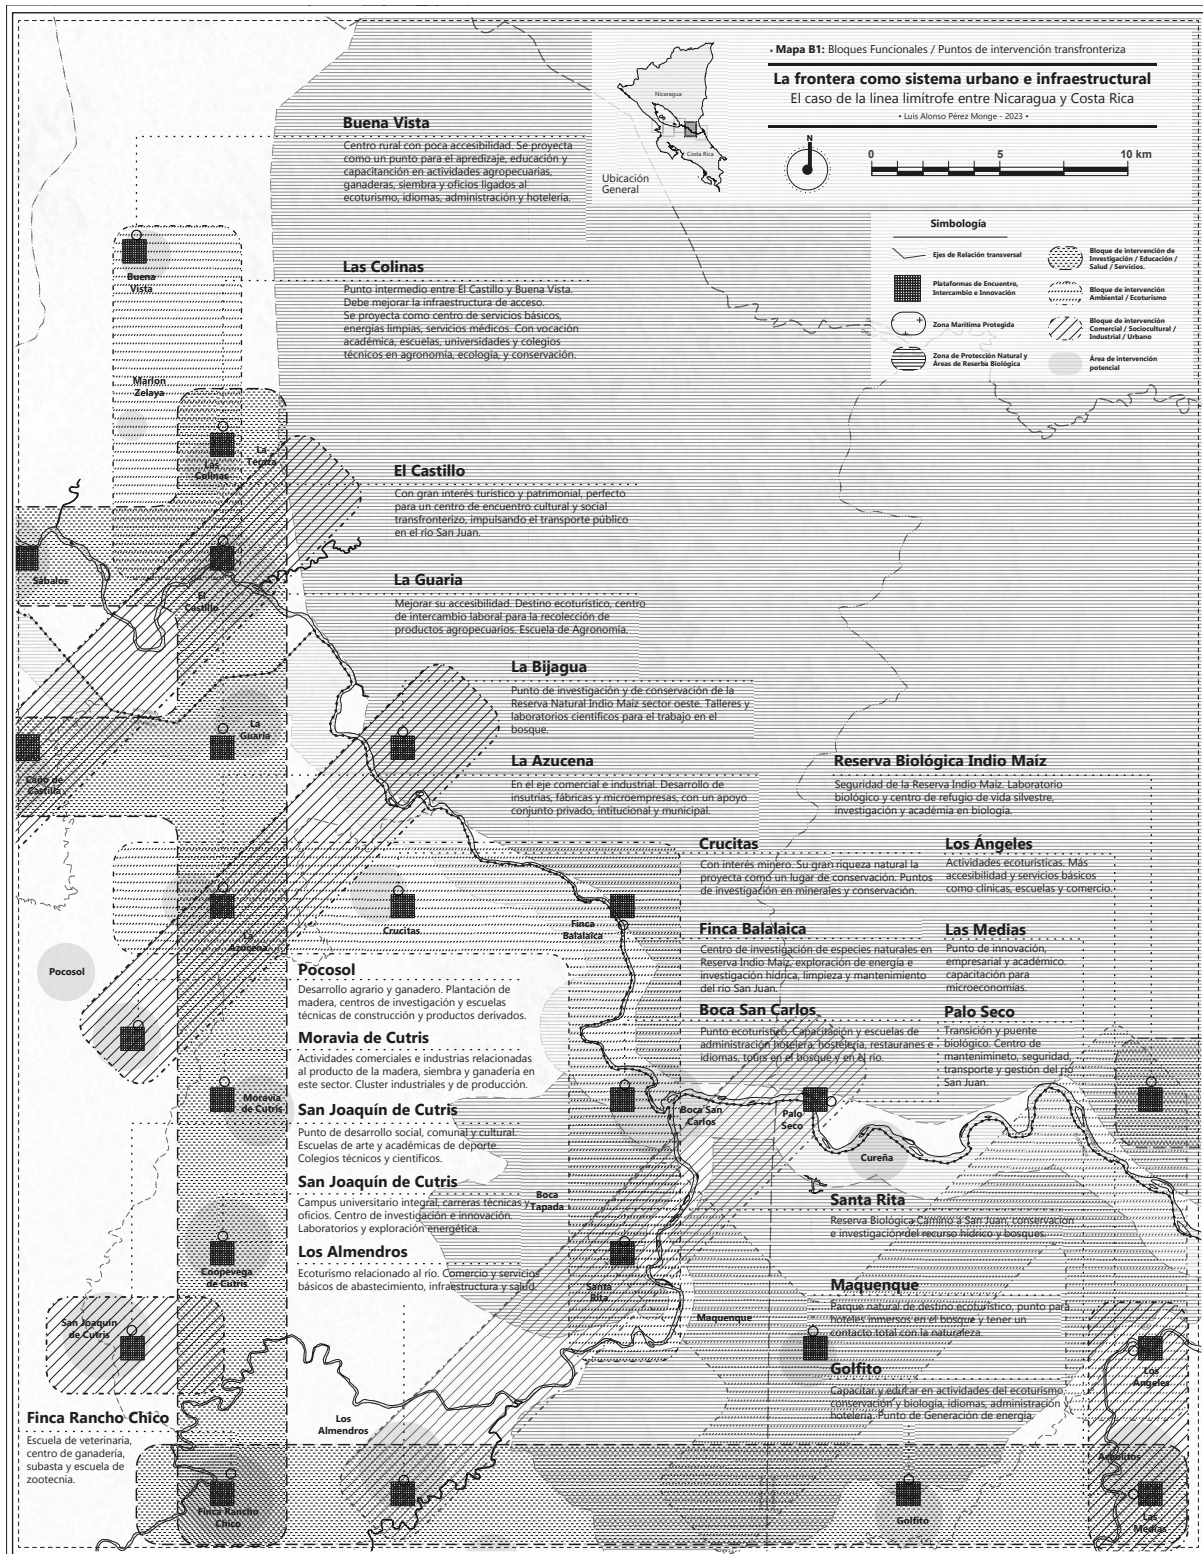 • Mapa B1: Bloques Funcionales / Puntos de intervención transfronteriza
La frontera como sistema urbano e infraestructural
El caso de la línea limítrofe entre Nicaragua y Costa Rica
• Luis Alonso Pérez Monge - 2023 •
Nicaragua
Costa Rica
Ubicación
General
N
0 5 10 km
Simbología
Ejes de Relación transversal
Plataformas de Encuentro,
Intercambio e Innovación
Zona Marítima Protegida
Zona de Protección Natural y
Áreas de Reserba Biológica
Bloque de intervención de
Investigación / Educación /
Salud / Servicios.
Bloque de intervención
Ambiental / Ecoturismo
Bloque de intervención
Comercial / Sociocultural /
Industrial / Urbano
Área de intervención
potencial
Buena Vista
Centro rural con poca accesibilidad. Se proyecta
como un punto para el apredizaje, educación y
capacitancón en actividades agropecuarias,
ganaderas, siembra y oficios ligados al
ecoturismo, idiomas, administración y hotelería.
Las Colinas
Punto intermedio entre El Castillo y Buena Vista.
Debe mejorar la infraestructura de acceso.
Se proyecta como centro de servicios básicos,
energías limpias, servicios médicos. Con vocación
académica, escuelas, universidades y colegios
técnicos en agronomía, ecología, y conservación.
El Castillo
Con gran interés turístico y patrimonial, perfecto
para un centro de encuentro cultural y social
transfronterizo, impulsando el transporte público
en el río San Juan.
La Guaria
Mejorar su accesibilidad. Destino ecoturístico, centro
de intercambio laboral para la recolección de
productos agropecuarios. Escuela de Agronomía.
La Bijagua
Punto de investigación y de conservación de la
Reserva Natural Indio Maíz sector oeste. Talleres y
laboratorios científicos para el trabajo en el
bosque.
La Azucena
En el eje comercial e industrial. Desarrollo de
insutrias, fábricas y microempresas, con un apoyo
conjunto privado, intitucional y municipal.
Reserva Biológica Indio Maíz
Seguridad de la Reserva Indio Maíz. Laboratorio
biológico y centro de refugio de vida silvestre,
investigación y académia en biología.
Crucitas
Con interés minero. Su gran riqueza natural la
proyecta como un lugar de conservación. Puntos
de investigación en minerales y conservación.
Los Ángeles
Actividades ecoturísticas. Más
accesibilidad y servicios básicos
como clínicas, escuelas y comercio.
Finca Balalaica
Centro de investigación de especies naturales en
Reserva Indio Maíz, exploración de energía e
investigación hídrica, limpieza y mantenimiento
del río San Juan.
Las Medias
Punto de innovación,
empresarial y académico.
capacitación para
microeconomías.
Boca San Carlos
Punto ecoturístico. Capacitación y escuelas de
administración hotelera, hostelería, restauranes e
idiomas, tours en el bosque y en el río.
Palo Seco
Transición y puente
biológico. Centro de
mantenimineto, seguridad,
transporte y gestión del río
San Juan.
Pocosol
Desarrollo agrario y ganadero. Plantación de
madera, centros de investigación y escuelas
técnicas de construcción y productos derivados.
Moravia de Cutris
Actividades comerciales e industrias relacionadas
al producto de la madera, siembra y ganadería en
este sector. Cluster industriales y de producción.
San Joaquín de Cutris
Punto de desarrollo social, comunal y cultural.
Escuelas de arte y académicas de deporte.
Colegios técnicos y científicos.
San Joaquín de Cutris
Campus universitario integral, carreras técnicas y
oficios. Centro de investigación e innovación.
Laboratorios y exploración energética.
Los Almendros
Ecoturismo relacionado al río. Comercio y servicios
básicos de abastecimiento, infraestructura y salud.
Santa Rita
Reserva Biológica Camino a San Juan, conservacion
e investigación del recurso hídrico y bosques.
Maquenque
Parque natural de destino ecoturístico, punto para
hoteles inmersos en el bosque y tener un
contacto total con la naturaleza.
Golfito
Capacitar y educar en actividades del ecoturismo,
conservación y biología, idiomas, administración y
hotelería. Punto de Generación de energía.
Finca Rancho Chico
Escuela de veterinaria,
centro de ganadería,
subasta y escuela de
zootecnia.
Buena
Vista
Marlon
Zelaya
Las
Colinas
La
Sábalos
El
Castillo
La
Guaria
Caño de
Castilla
La
Azucena
Crucitas
Finca
Balalaica
Pocosol
Moravia
de Cutris
Boca San
Carlos
Palo
Seco
Cureña
Boca
Tapada
Coopevega
de Cutris
Santa
Rita
San Joaquín
de Cutris
Maquenque
Los
Ángeles
Los
Almendros
Arbolitos
Finca Rancho
Chico
Golfito
Las
Medias